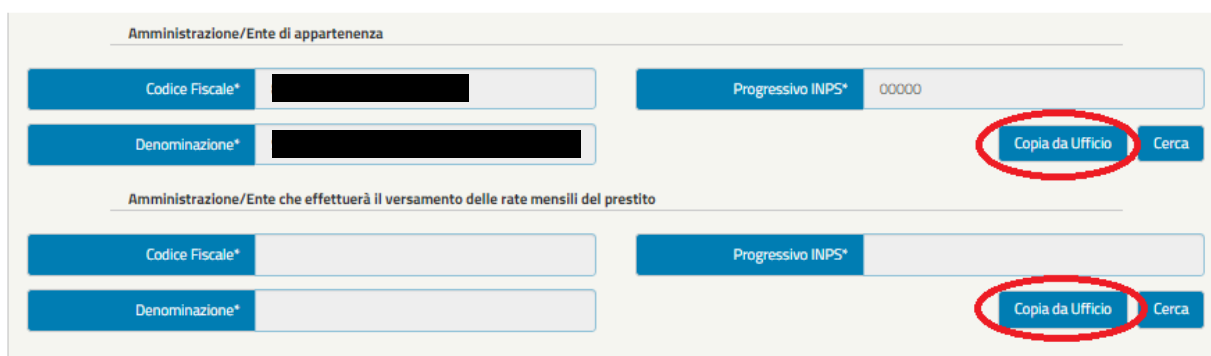 Amministrazione/Ente di appartenenza
Codice Fiscale* Progressivo INPS* 00000
Denominazione* Copia da Ufficio Cerca
Amministrazione/Ente che effettuerà il versamento delle rate mensili del prestito
Codice Fiscale* Progressivo INPS*
Denominazione* Copia da Ufficio Cerca